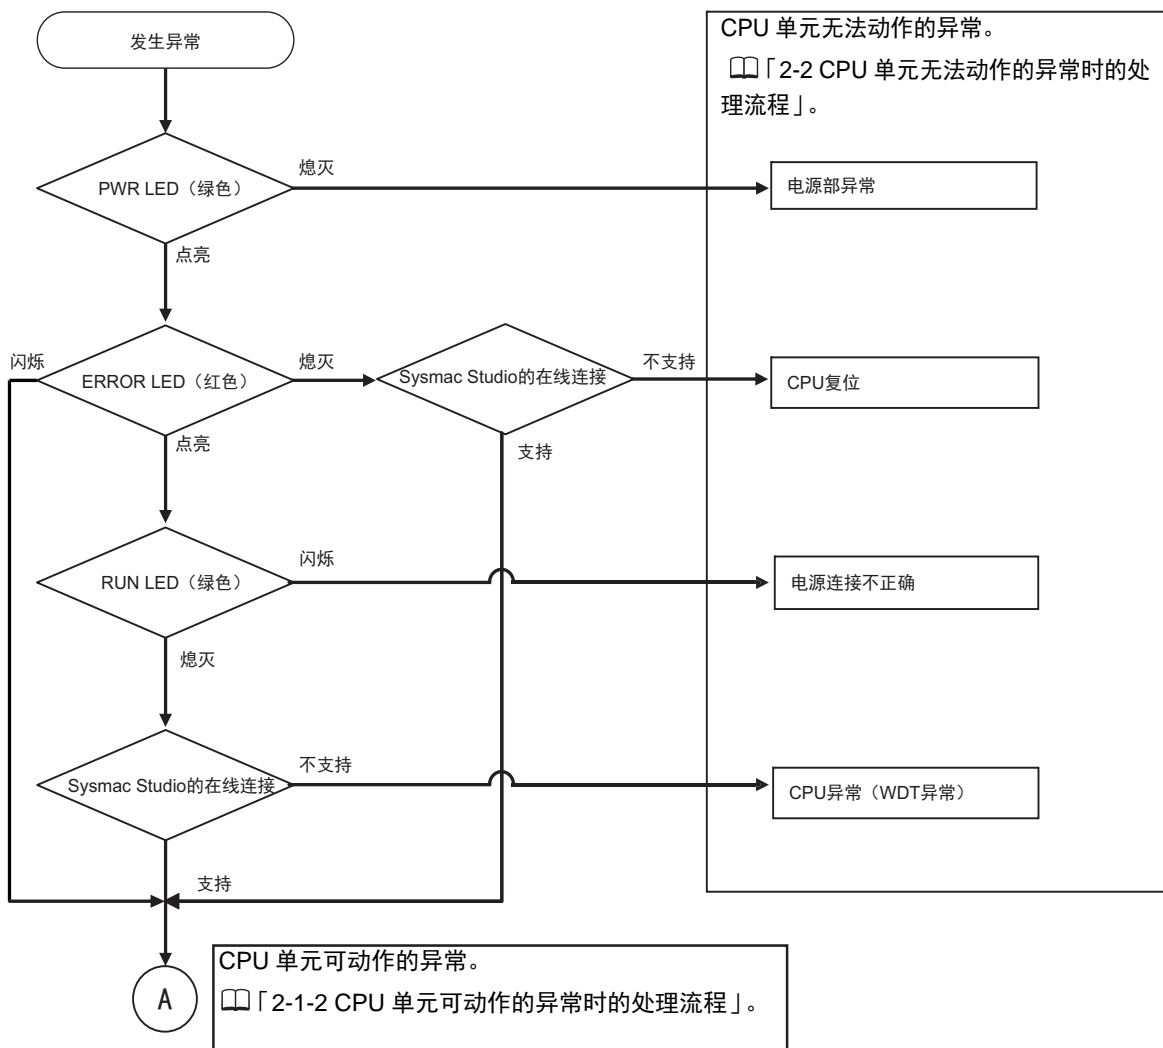 发生异常
CPU 单元无法动作的异常。
「2-2 CPU 单元无法动作的异常时的处
理流程」。
PWR LED（绿色）
熄灭
电源部异常
点亮
闪烁
ERROR LED（红色）
熄灭
Sysmac Studio的在线连接
不支持
CPU复位
点亮
支持
RUN LED（绿色）
闪烁
电源连接不正确
熄灭
Sysmac Studio的在线连接
不支持
CPU异常（WDT异常）
支持
A
CPU 单元可动作的异常。
「2-1-2 CPU 单元可动作的异常时的处理流程」。